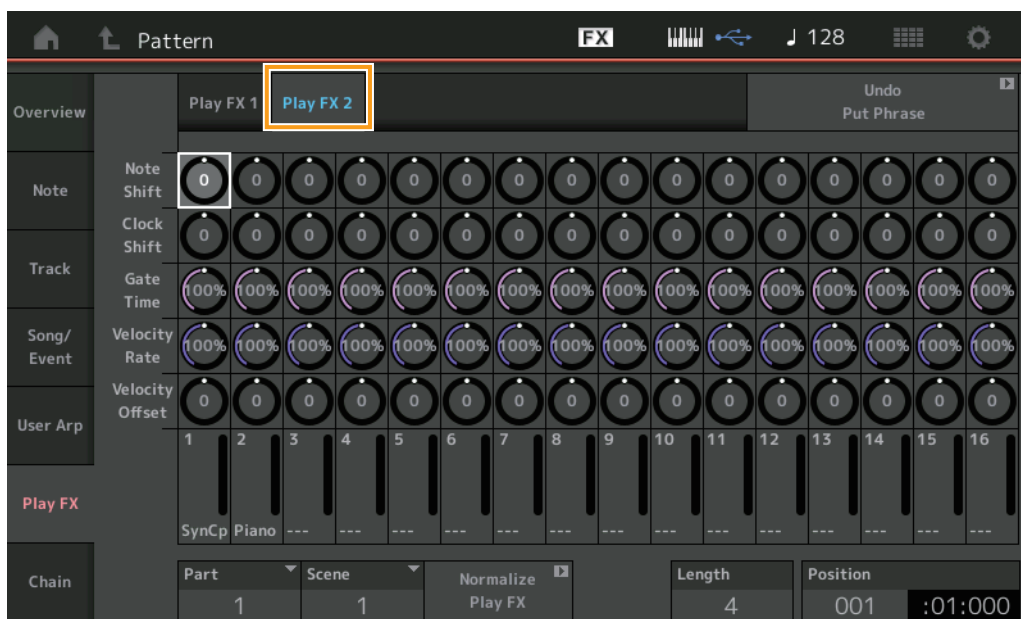 Pattern FX 128
Play FX 1 Play FX 2 Undo
Put Phrase
Overview
Note
Track
Song/
Event
User Arp
Play FX
Chain
Note
Shift 0 0 0 0 0 0 0 0 0 0 0 0 0 0 0 0
Clock
Shift 0 0 0 0 0 0 0 0 0 0 0 0 0 0 0 0
Gate
Time 100% 100% 100% 100% 100% 100% 100% 100% 100% 100% 100% 100% 100% 100% 100% 100%
Velocity
Rate 100% 100% 100% 100% 100% 100% 100% 100% 100% 100% 100% 100% 100% 100% 100% 100%
Velocity
Offset 0 0 0 0 0 0 0 0 0 0 0 0 0 0 0 0
1 2 3 4 5 6 7 8 9 10 11 12 13 14 15 16
SynCp Piano --- --- --- --- --- --- --- --- --- --- --- --- --- ---
Part Scene Normalize Length Position
1 1 Play FX 4 001 :01:000